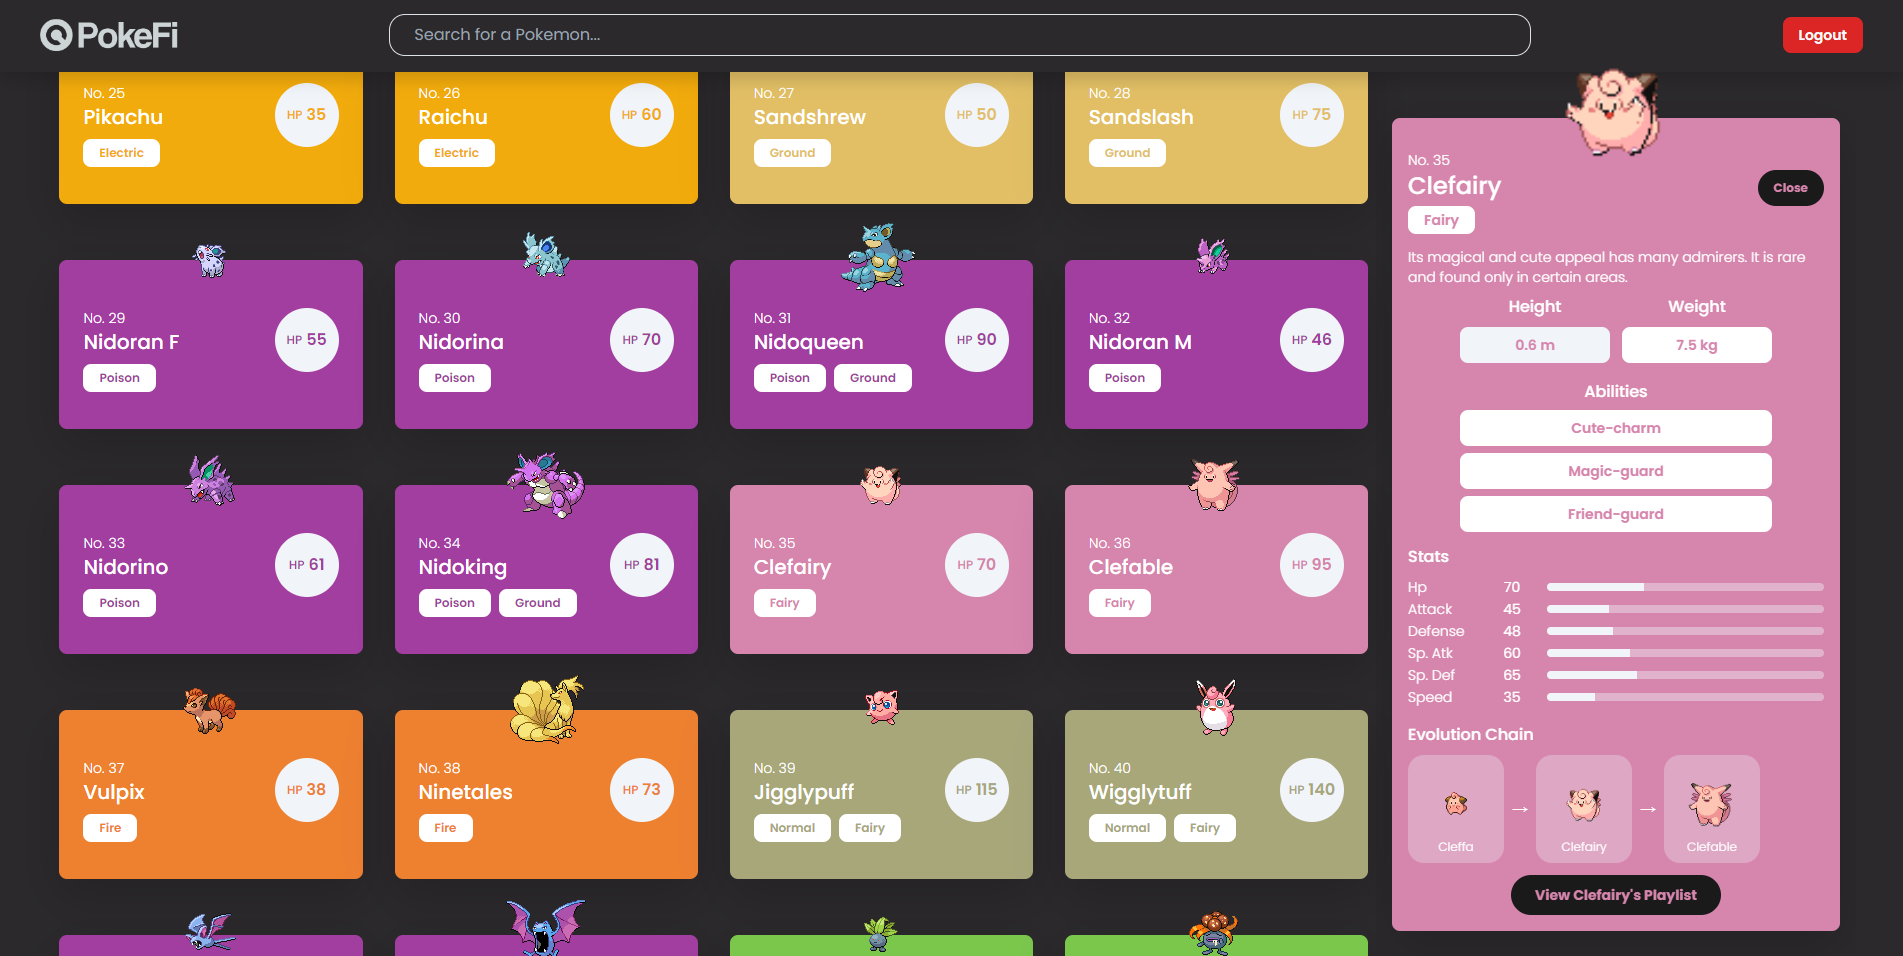 PokeFi
Search for a Pokemon...
Logout
No. 25
Pikachu
HP 35
Electric
No. 26
Raichu
HP 60
Electric
No. 27
Sandshrew
HP 50
Ground
No. 28
Sandslash
HP 75
Ground
No. 29
Nidoran F
HP 55
Poison
No. 30
Nidorina
HP 70
Poison
No. 31
Nidoqueen
HP 90
Poison Ground
No. 32
Nidoran M
HP 46
Poison
No. 33
Nidorino
HP 61
Poison
No. 34
Nidoking
HP 81
Poison Ground
No. 35
Clefairy
HP 70
Fairy
No. 36
Clefable
HP 95
Fairy
No. 37
Vulpix
HP 38
Fire
No. 38
Ninetales
HP 73
Fire
No. 39
Jigglypuff
HP 115
Normal Fairy
No. 40
Wigglytuff
HP 140
Normal Fairy
No. 35
Clefairy
Close
Fairy
Its magical and cute appeal has many admirers. It is rare
and found only in certain areas.
Height Weight
0.6 m 7.5 kg
Abilities
Cute-charm
Magic-guard
Friend-guard
Stats
Hp 70
Attack 45
Defense 48
Sp. Atk 60
Sp. Def 65
Speed 35
Evolution Chain
→ →
Cleffa Clefairy Clefable
View Clefairy's Playlist